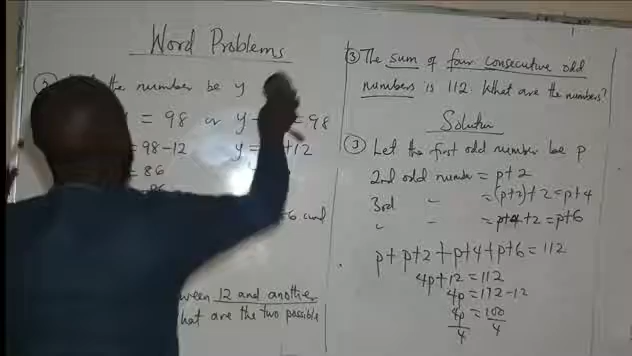 Word Problems
the number be y
= 98 or y - = 98
= 98-12 y = +12
= 86
and
ween 12 and another
hat are the two possible
③ The sum of four consecutive odd
numbers is 112. What are the numbers?
Solution
③ Let the first odd number be p
2nd odd number = p+2
3rd " = (p+2)+2 = p+4
" " = p+4+2 = p+6
p + p+2 + p+4 + p+6 = 112
4p+12 = 112
4p = 112-12
4p = 100
4 4